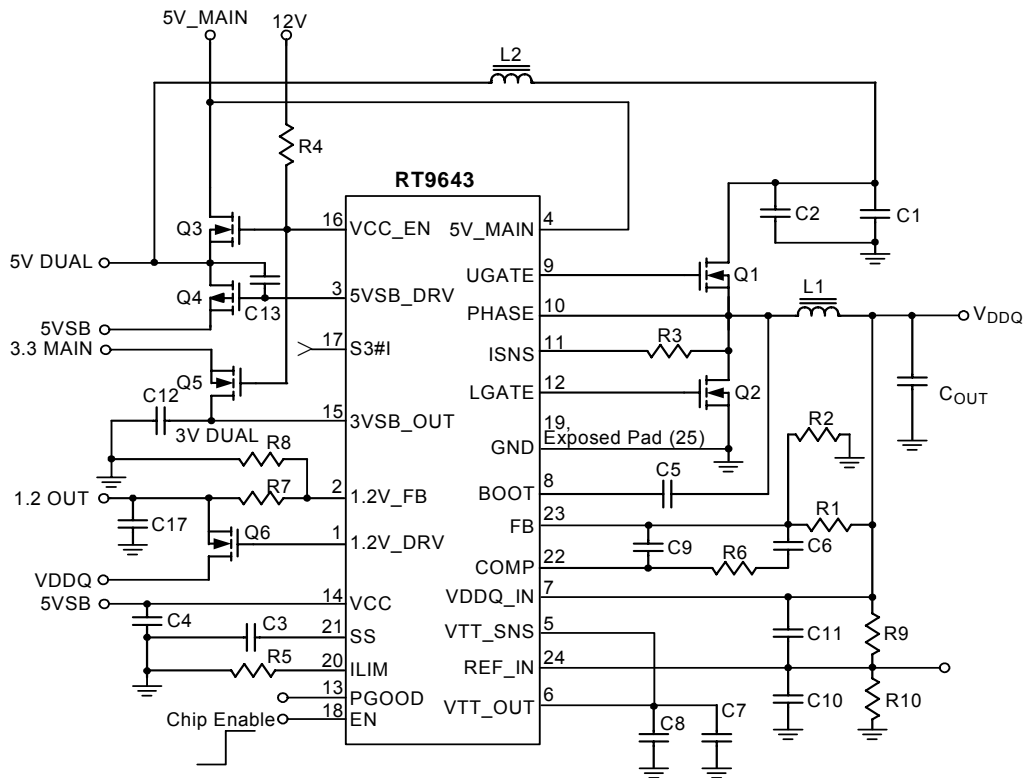 5V_MAIN
12V
L2
R4
RT9643
C2
C1
Q3
16
VCC_EN
5V_MAIN
4
5V DUAL
UGATE
9
Q1
Q4
C13
3
5VSB_DRV
L1
PHASE
10
VDDQ
5VSB
17
S3#I
ISNS
11
R3
3.3 MAIN
Q5
LGATE
12
Q2
COUT
C12
15
3VSB_OUT
3V DUAL
GND
19,
Exposed Pad (25)
R2
R8
C5
BOOT
8
1.2 OUT
R7
2
1.2V_FB
FB
23
R1
C17
Q6
1
1.2V_DRV
C9
C6
COMP
22
R6
VDDQ
VDDQ_IN
7
5VSB
14
VCC
C4
C3
21
SS
VTT_SNS
5
C11
R9
R5
20
ILIM
REF_IN
24
13
PGOOD
VTT_OUT
6
C10
R10
Chip Enable
18
EN
C8
C7